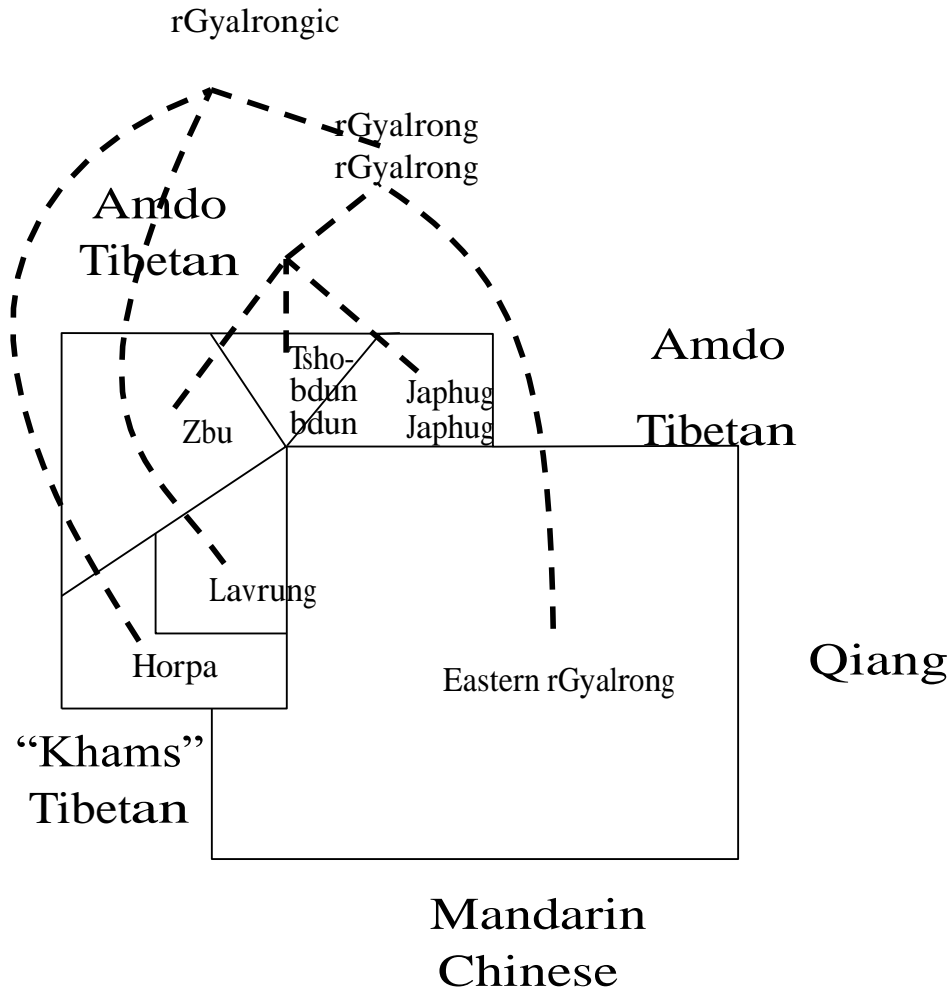 rGyalrongic
rGyalrong
rGyalrong
Amdo
Tibetan
Amdo
Tibetan
Tsho-
bdun
bdun
Japhug
Japhug
Zbu
Lavrung
Horpa
Eastern rGyalrong
Qiang
“Khams”
Tibetan
Mandarin
Chinese